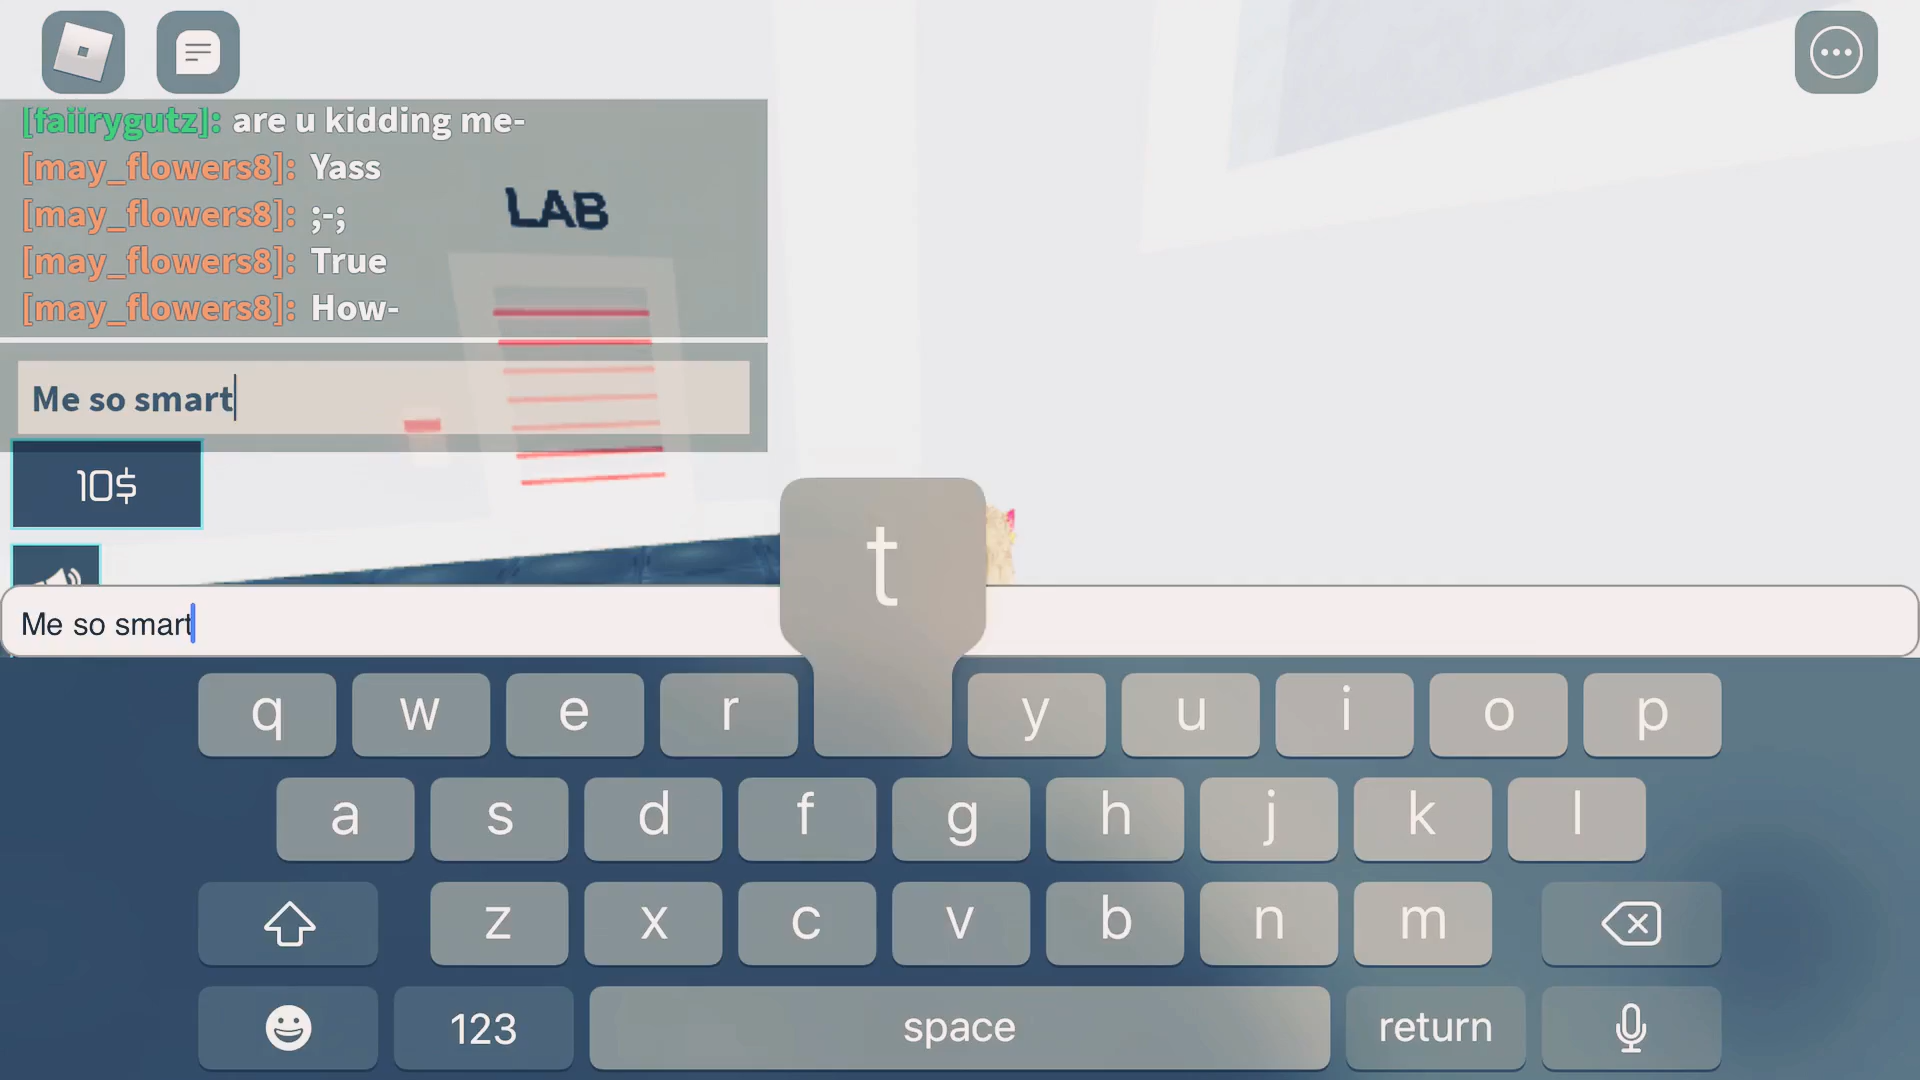 [faiirygutz]: are u kidding me-
[may_flowers8]: Yass
[may_flowers8]: ;-;
[may_flowers8]: True
[may_flowers8]: How-
LAB
Me so smart
10$
Me so smart
t
q w e r y u i o p
a s d f g h j k l
z x c v b n m
123 space return